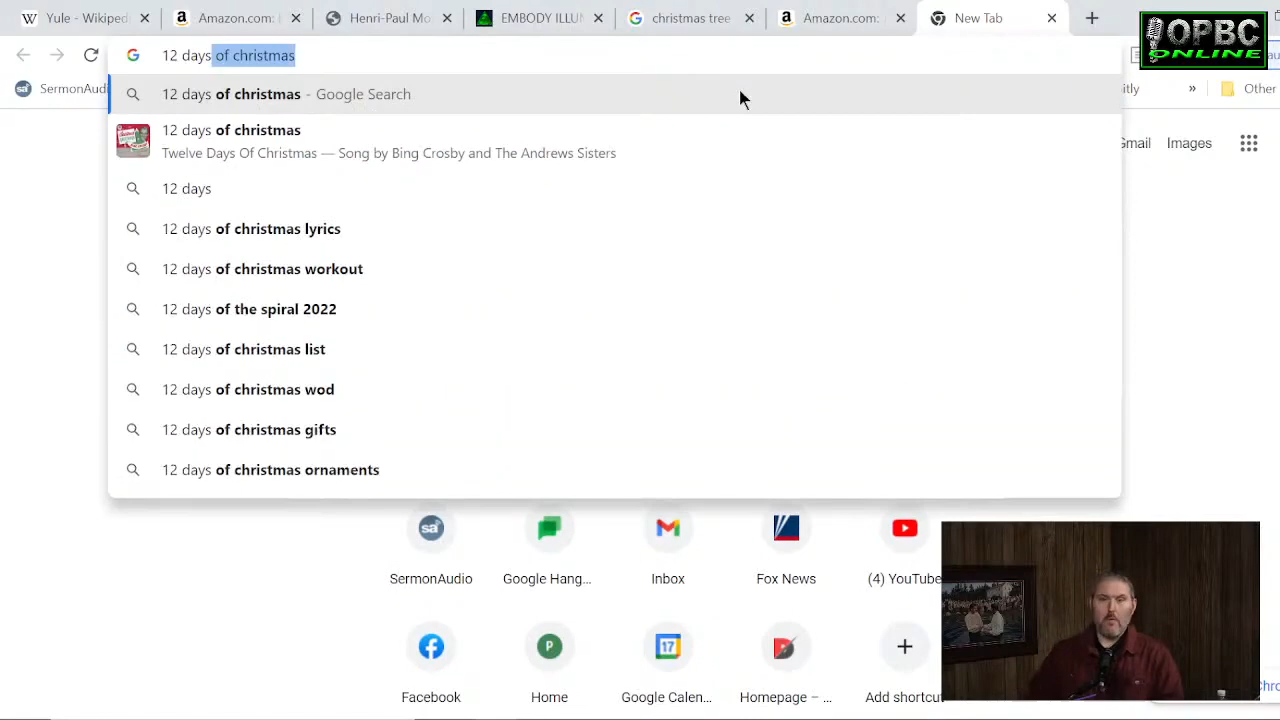 Yule - Wikiped
Amazon.com:
Henri-Paul Mo
EMBODY ILLUN
christmas tree
Amazon.com:
New Tab
OPBC
ONLINE
12 days of christmas
SermonAudi
itly
»
Other
12 days of christmas - Google Search
12 days of christmas
Twelve Days Of Christmas — Song by Bing Crosby and The Andrews Sisters
Gmail
Images
12 days
12 days of christmas lyrics
12 days of christmas workout
12 days of the spiral 2022
12 days of christmas list
12 days of christmas wod
12 days of christmas gifts
12 days of christmas ornaments
sa
SermonAudio
Google Hang...
Inbox
Fox News
(4) YouTube
P
17
Facebook
Home
Google Calen...
Homepage – ...
Add shortcut